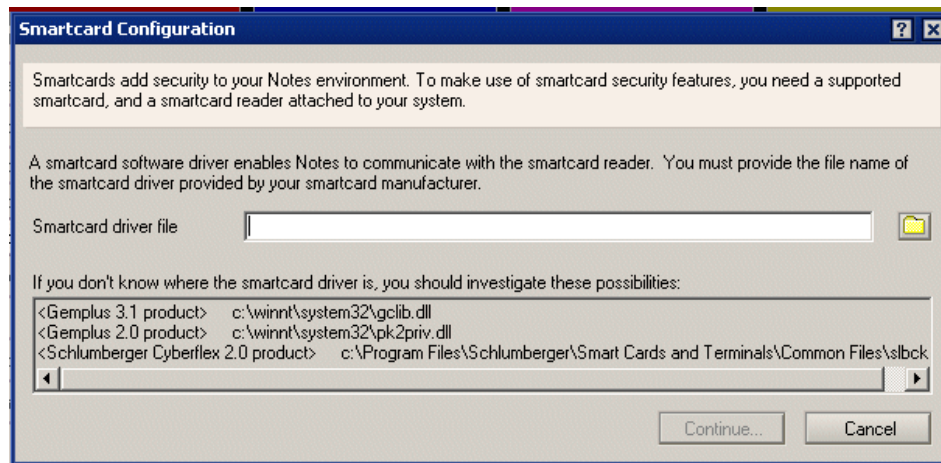 Smartcard Configuration
Smartcards add security to your Notes environment. To make use of smartcard security features, you need a supported
smartcard, and a smartcard reader attached to your system.
A smartcard software driver enables Notes to communicate with the smartcard reader.  You must provide the file name of
the smartcard driver provided by your smartcard manufacturer.
Smartcard driver file
If you don't know where the smartcard driver is, you should investigate these possibilities:
<Gemplus 3.1 product>    c:\winnt\system32\gclib.dll
<Gemplus 2.0 product>    c:\winnt\system32\pk2priv.dll
<Schlumberger Cyberflex 2.0 product>    c:\Program Files\Schlumberger\Smart Cards and Terminals\Common Files\slbck
Continue... Cancel